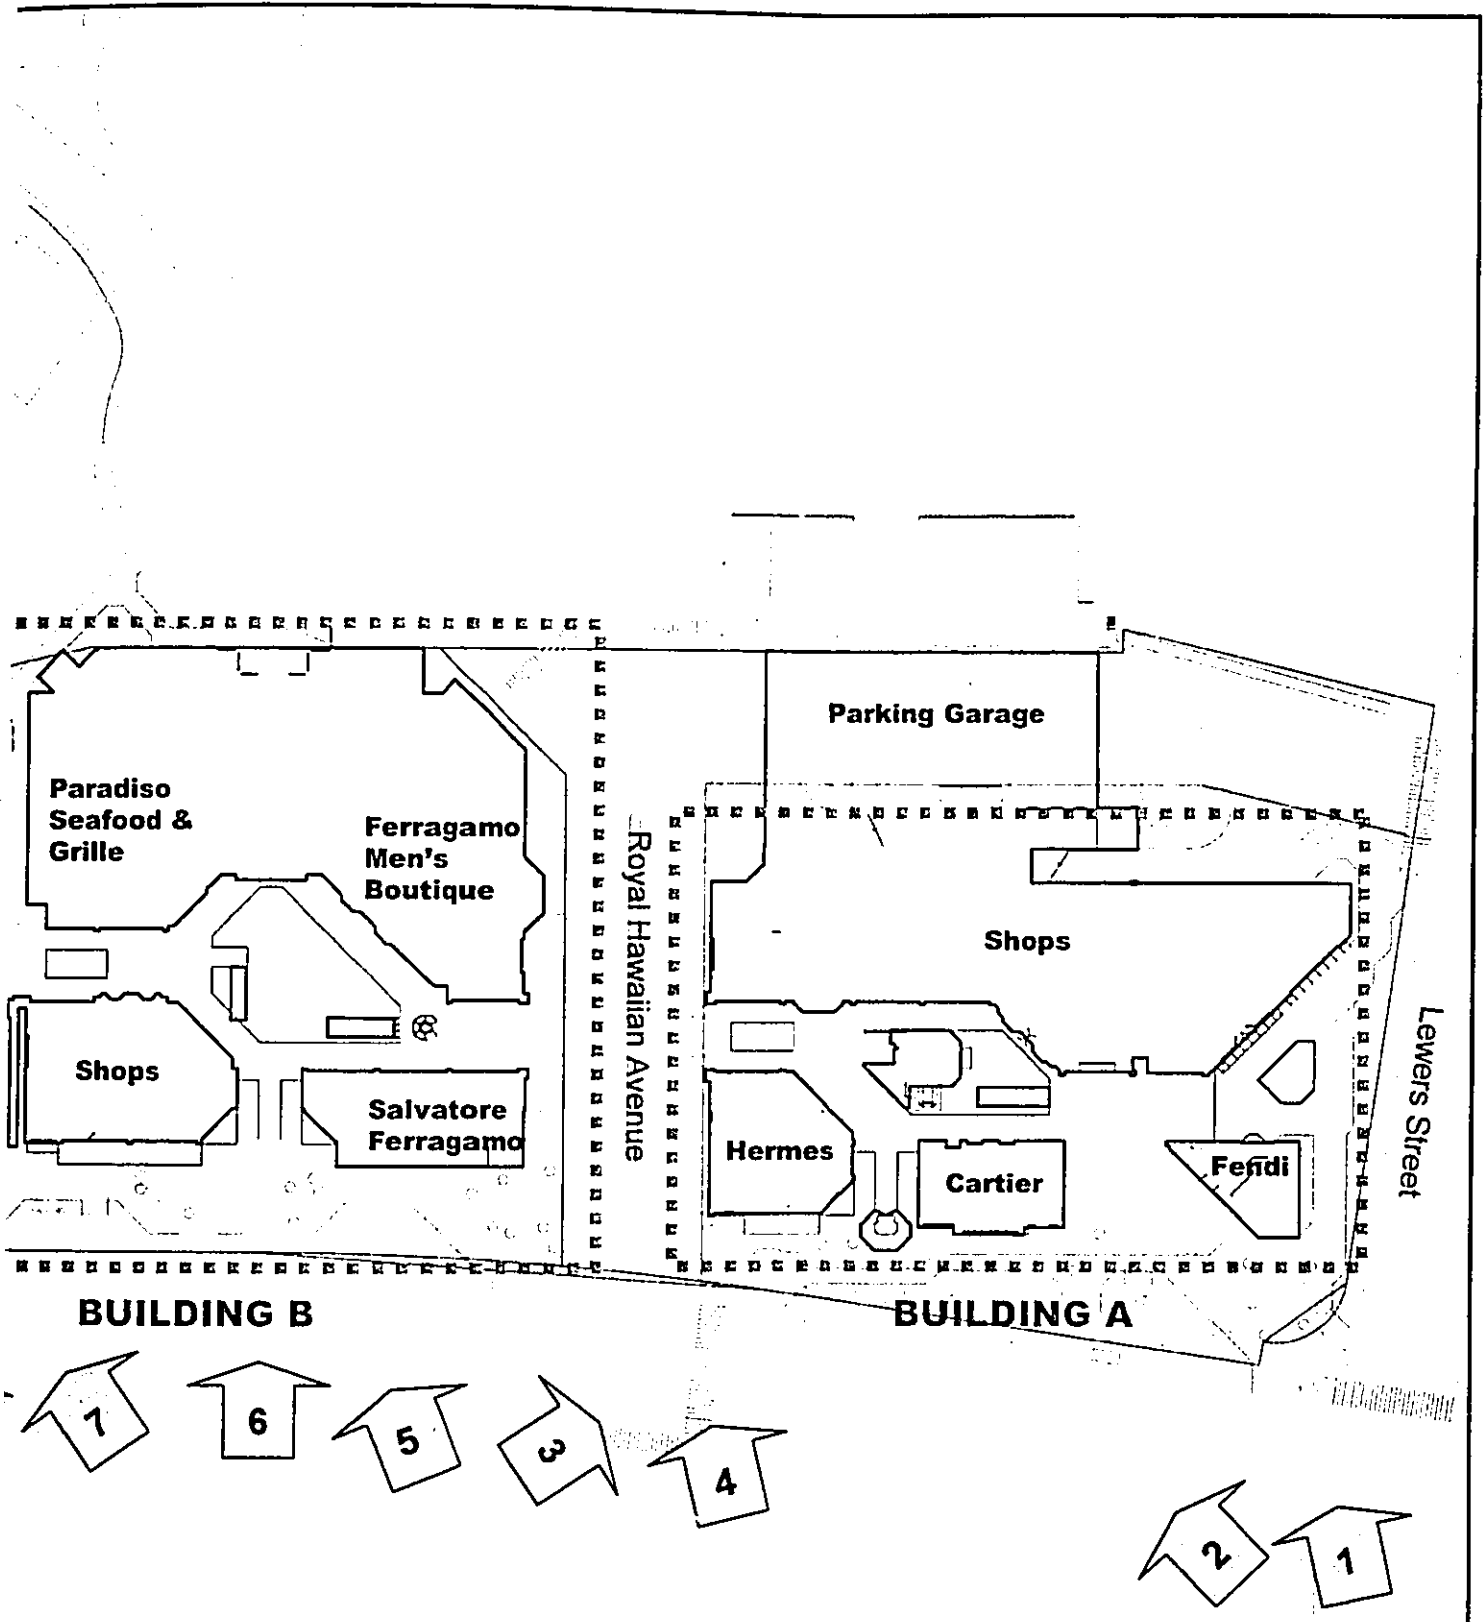 Parking Garage
Paradiso
Seafood &
Grille
Ferragamo
Men's
Boutique
Royal Hawaiian Avenue
Shops
Lewers Street
Shops
Salvatore
Ferragamo
Hermes
Cartier
Fendi
BUILDING B
BUILDING A
7
6
5
3
4
2
1